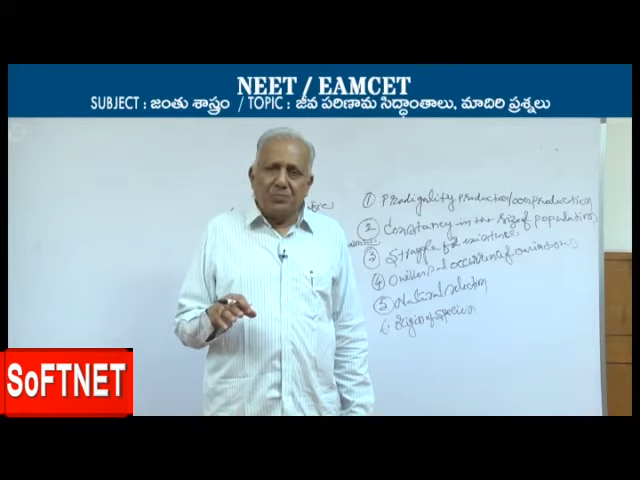 NEET / EAMCET
SUBJECT : జంతు శాస్త్రం / TOPIC : జీవ పరిణామ సిద్ధాంతాలు, మాదిరి ప్రశ్నలు
① Prodigality Production/overproduction
② Constancy in the size of population
③ Struggle for existence
④ occurrence of variations
⑤ Natural selection
6. Origin of species
SoFTNET